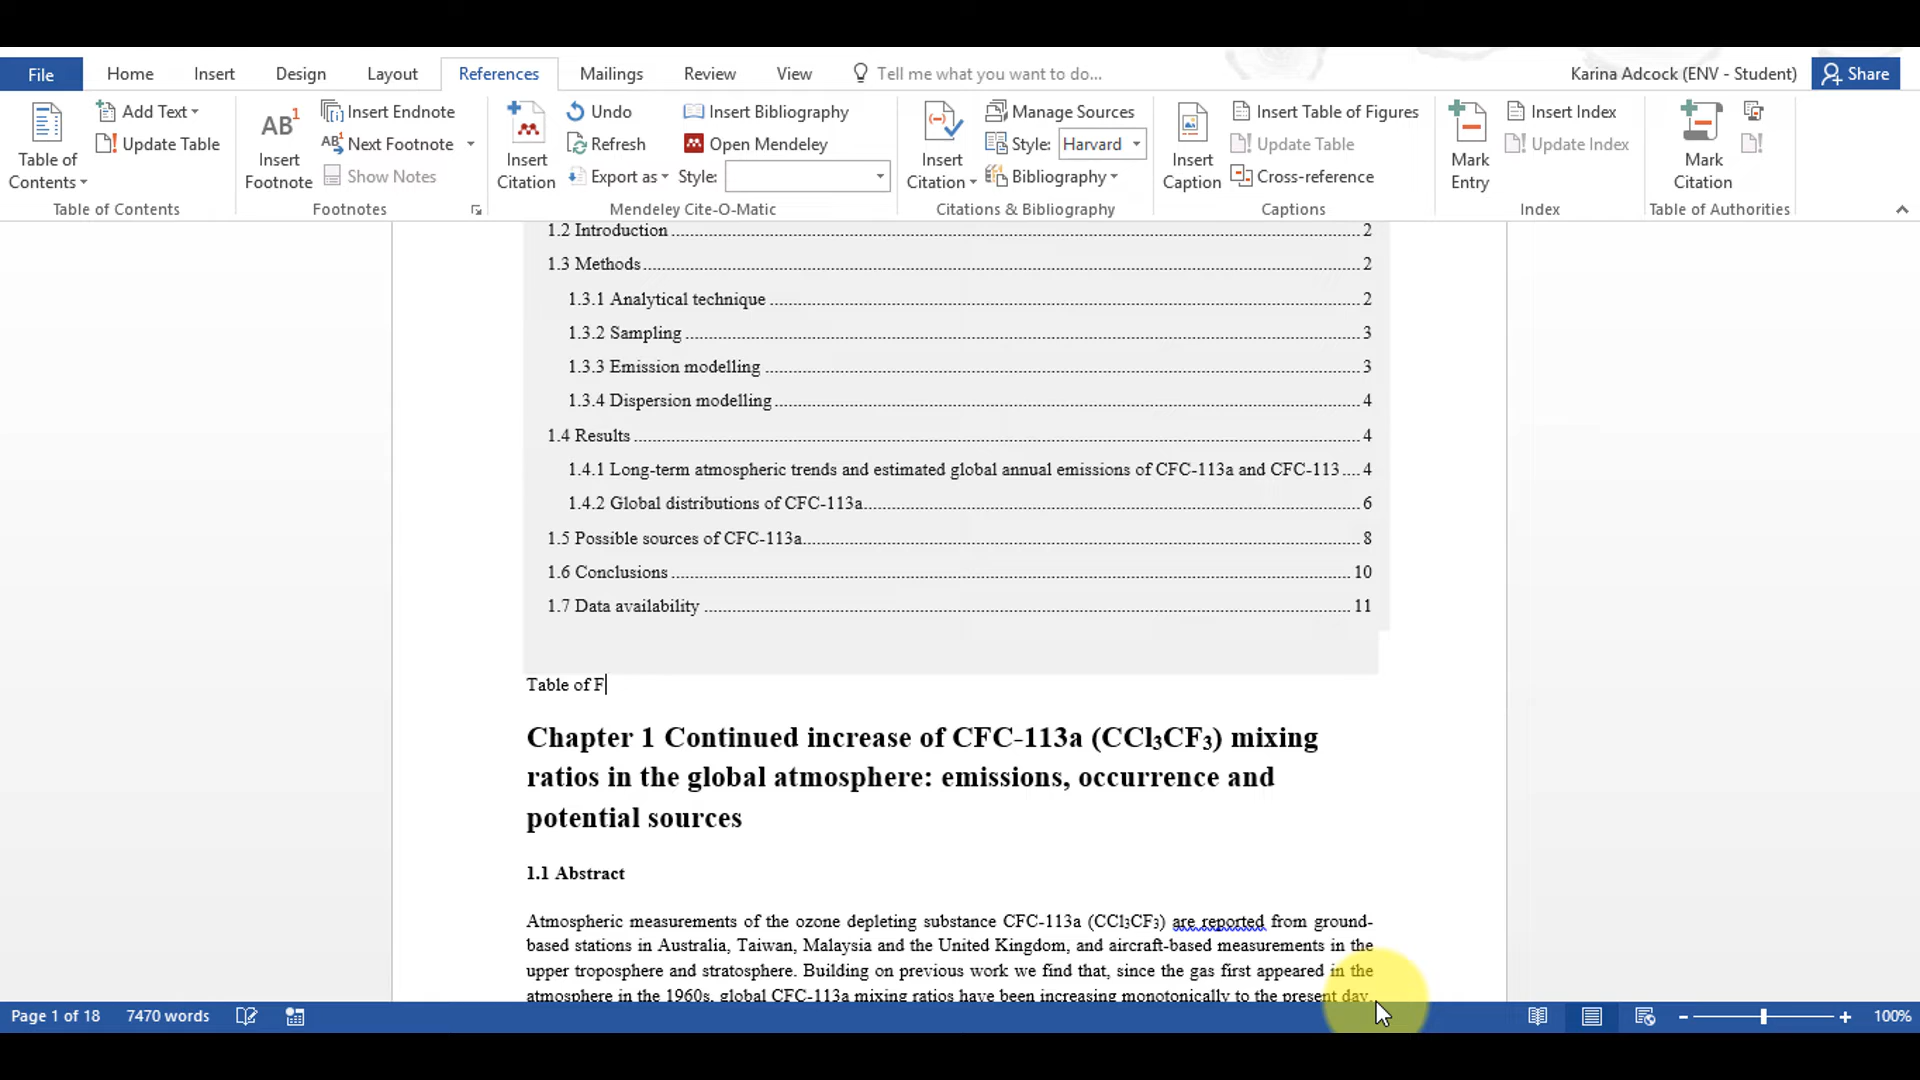 File Home Insert Design Layout References Mailings Review View Tell me what you want to do... Karina Adcock (ENV - Student) Share
Table of Contents
Add Text
Update Table
Table of Contents
AB¹ Insert Footnote
Insert Endnote
AB Next Footnote
Show Notes
Footnotes
Insert Citation
Undo
Refresh
Export as
Insert Bibliography
Open Mendeley
Style:
Mendeley Cite-O-Matic
Insert Citation
Manage Sources
Style: Harvard
Bibliography
Citations & Bibliography
Insert Caption
Insert Table of Figures
Update Table
Cross-reference
Captions
Mark Entry
Insert Index
Update Index
Index
Mark Citation
Table of Authorities
1.2 Introduction 2
1.3 Methods 2
1.3.1 Analytical technique 2
1.3.2 Sampling 3
1.3.3 Emission modelling 3
1.3.4 Dispersion modelling 4
1.4 Results 4
1.4.1 Long-term atmospheric trends and estimated global annual emissions of CFC-113a and CFC-113 4
1.4.2 Global distributions of CFC-113a 6
1.5 Possible sources of CFC-113a 8
1.6 Conclusions 10
1.7 Data availability 11
Table of F
Chapter 1 Continued increase of CFC-113a (CCl₃CF₃) mixing
ratios in the global atmosphere: emissions, occurrence and
potential sources
1.1 Abstract
Atmospheric measurements of the ozone depleting substance CFC-113a (CCl₃CF₃) are reported from ground-
based stations in Australia, Taiwan, Malaysia and the United Kingdom, and aircraft-based measurements in the
upper troposphere and stratosphere. Building on previous work we find that, since the gas first appeared in the
atmosphere in the 1960s, global CFC-113a mixing ratios have been increasing monotonically to the present day.
Page 1 of 18 7470 words 100%